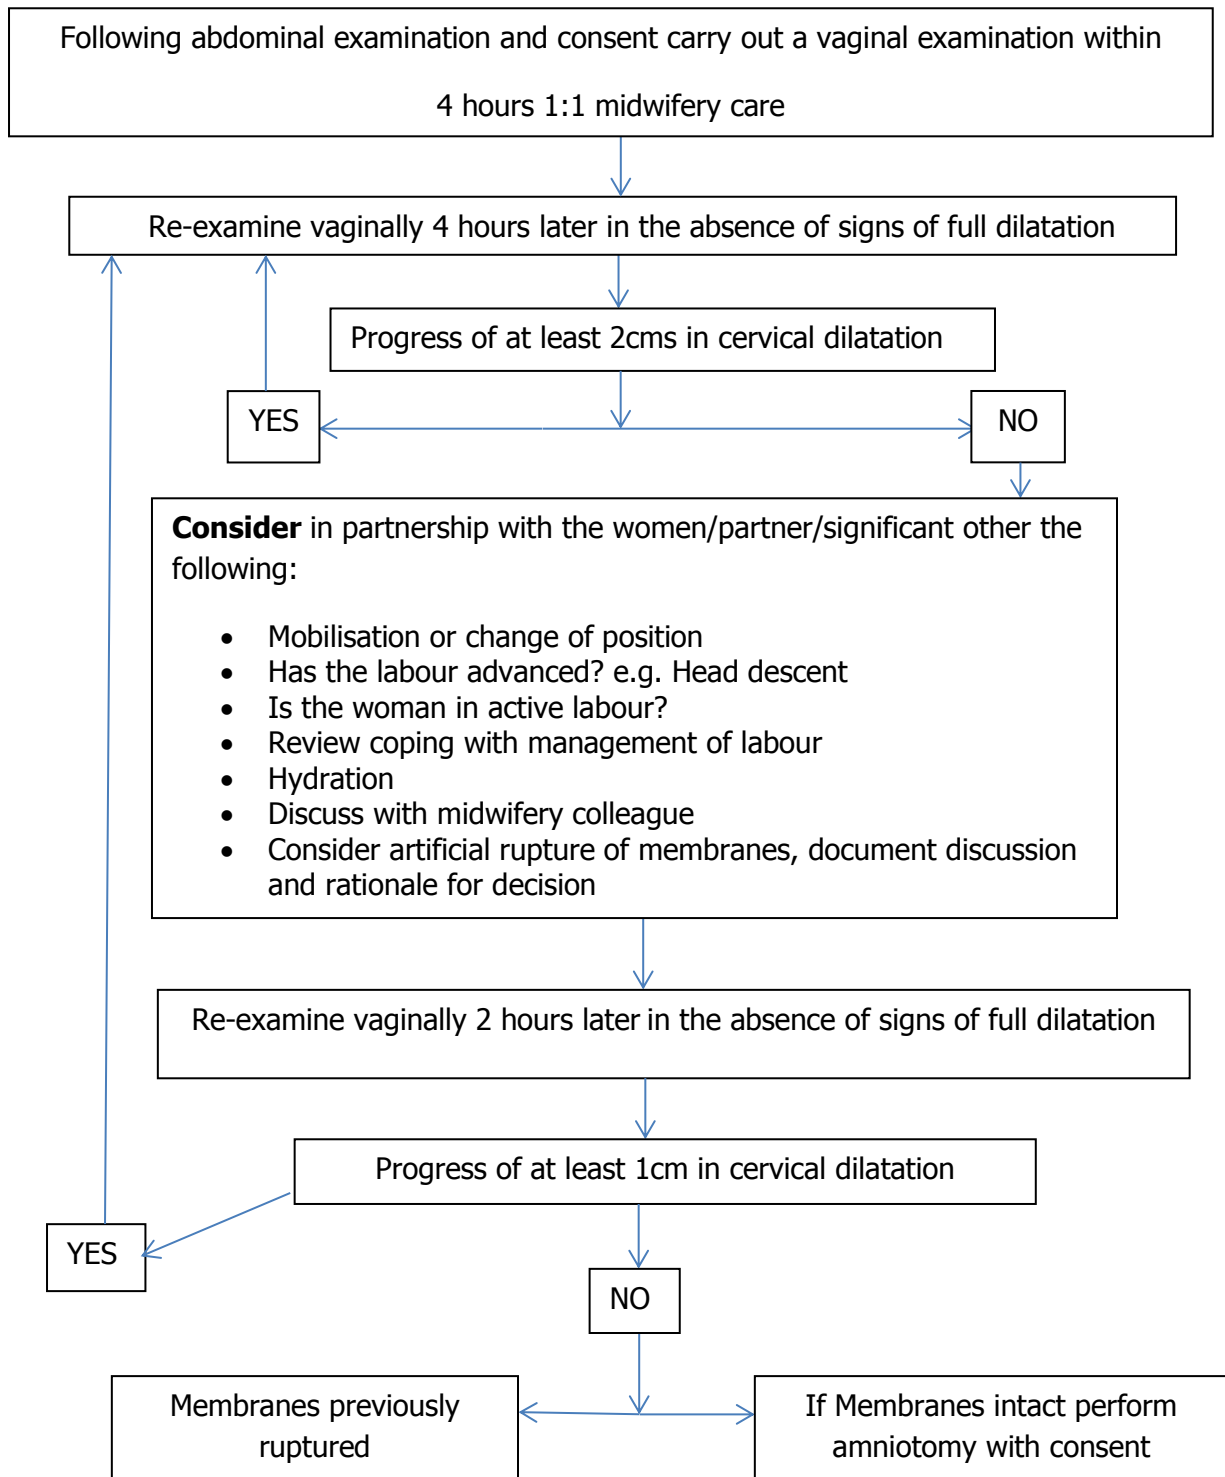 Following abdominal examination and consent carry out a vaginal examination within
4 hours 1:1 midwifery care
Re-examine vaginally 4 hours later in the absence of signs of full dilatation
Progress of at least 2cms in cervical dilatation
YES
NO
Consider in partnership with the women/partner/significant other the
following:
• Mobilisation or change of position
• Has the labour advanced? e.g. Head descent
• Is the woman in active labour?
• Review coping with management of labour
• Hydration
• Discuss with midwifery colleague
• Consider artificial rupture of membranes, document discussion
and rationale for decision
Re-examine vaginally 2 hours later in the absence of signs of full dilatation
Progress of at least 1cm in cervical dilatation
YES
NO
Membranes previously
ruptured
If Membranes intact perform
amniotomy with consent